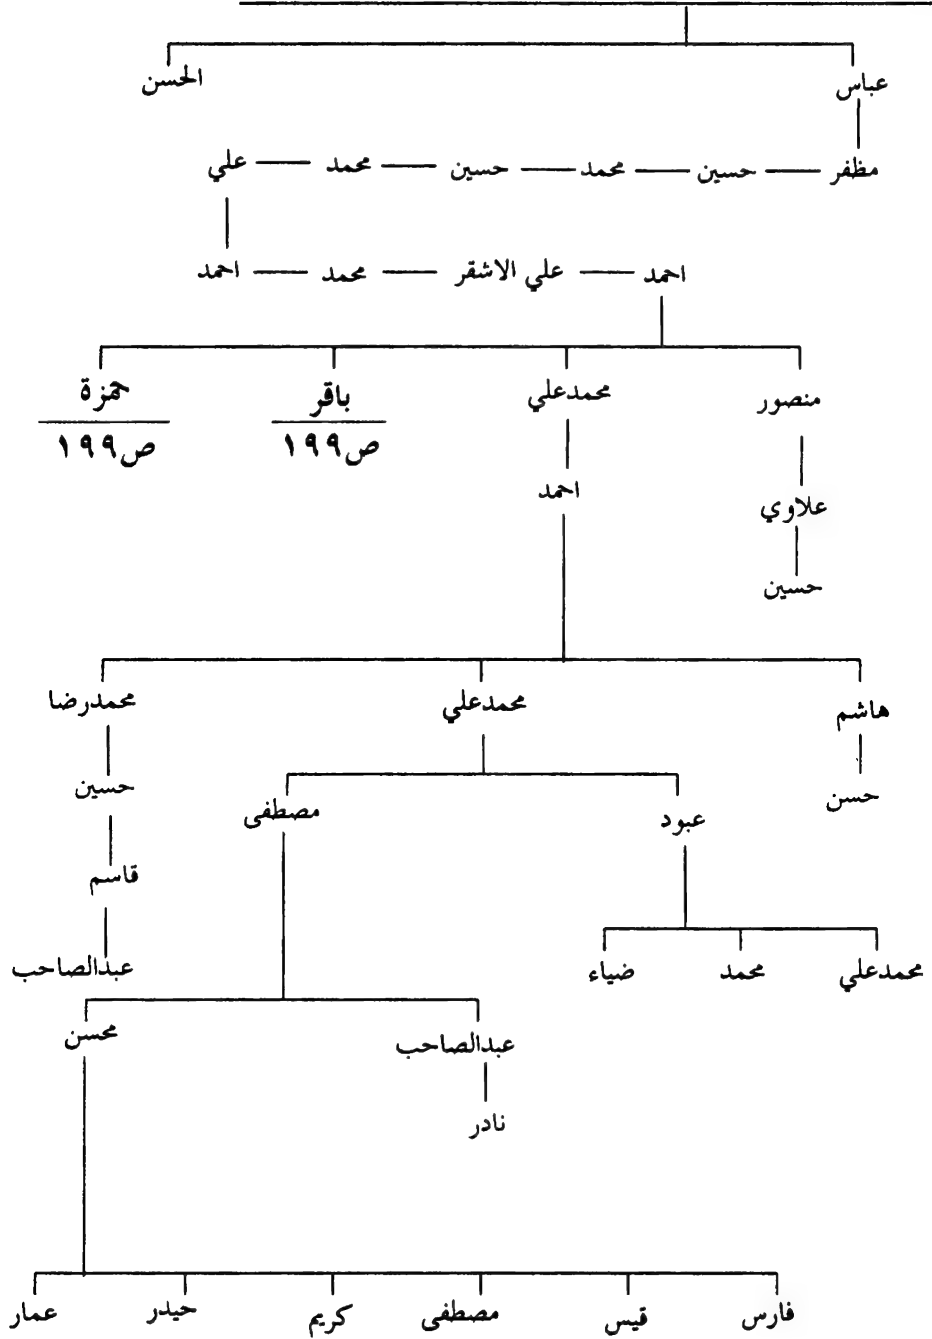 عباس الحسن
مظفر حسين محمد حسين محمد علي
احمد علي الاشقر محمد احمد
منصور محمدعلي باقر حمزة
ص١٩٩ ص١٩٩
احمد
علاوي
حسين
هاشم محمدعلي محمدرضا
حسن حسين
عبود مصطفى
قاسم
محمدعلي محمد ضياء عبدالصاحب
عبدالصاحب محسن
نادر
فارس قيس مصطفى كريم حيدر عمار